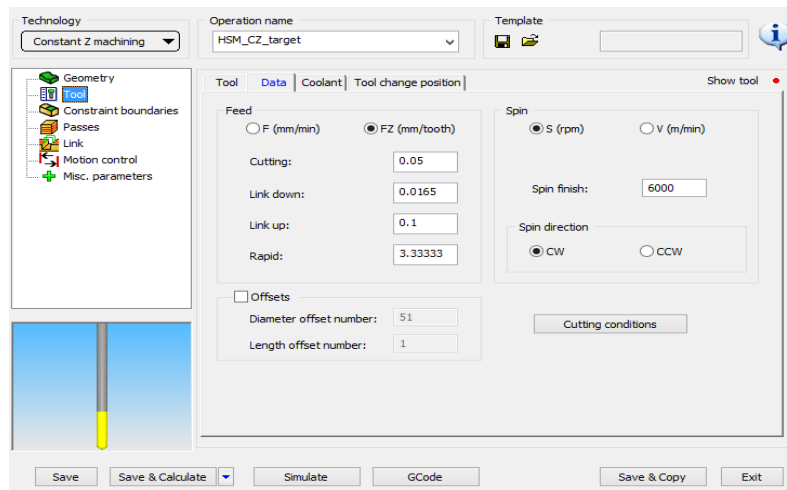 Technology
Constant Z machining
Operation name
HSM_CZ_target
Template
Geometry
Tool
Constraint boundaries
Passes
Link
Motion control
Misc. parameters
Tool Data Coolant Tool change position Show tool
Feed
F (mm/min) FZ (mm/tooth)
Cutting: 0.05
Link down: 0.0165
Link up: 0.1
Rapid: 3.33333
Spin
S (rpm) V (m/min)
Spin finish: 6000
Spin direction
CW CCW
Offsets
Diameter offset number: 51
Length offset number: 1
Cutting conditions
Save Save & Calculate Simulate GCode Save & Copy Exit